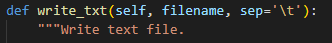 def write_txt(self, filename, sep='\t'):
    """Write text file.